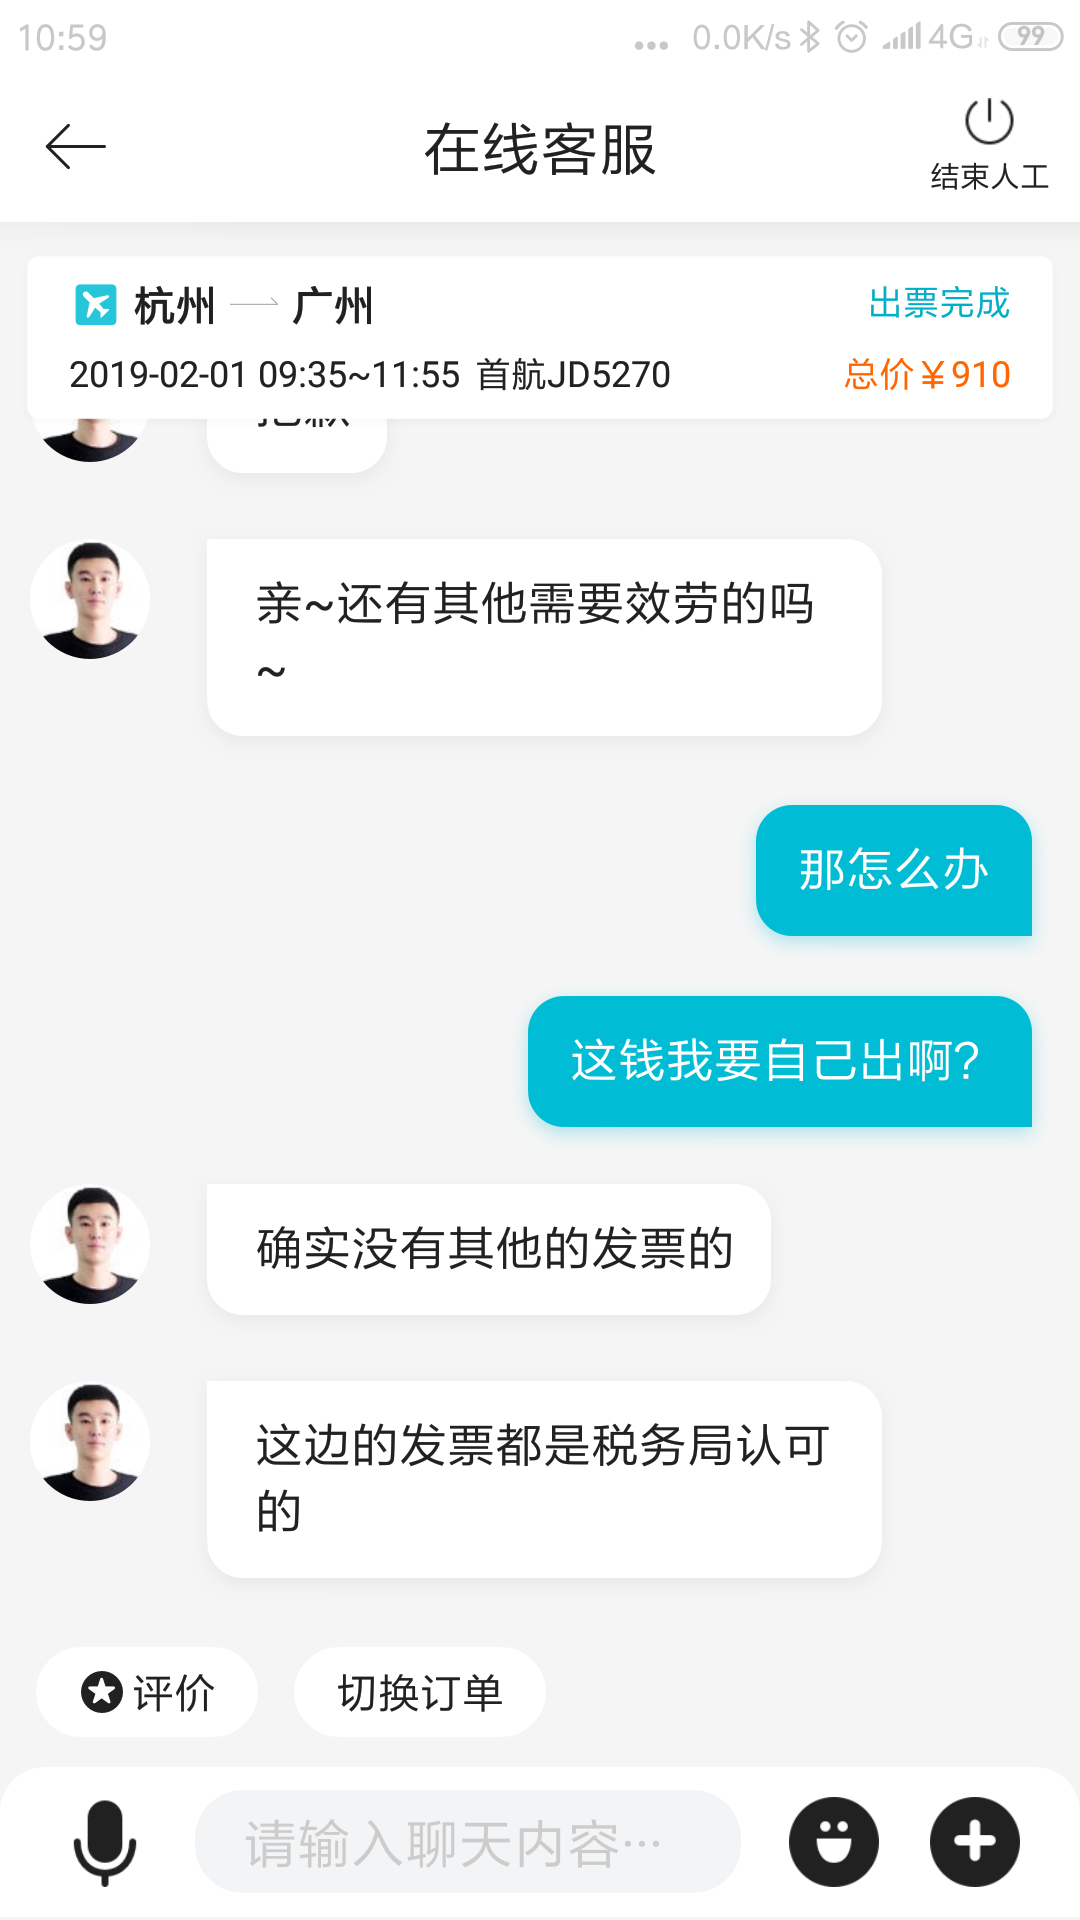 10:59
... 0.0K/s 4G 99
在线客服
结束人工
杭州 广州 出票完成
2019-02-01 09:35~11:55 首航JD5270 总价￥910
抱歉
亲~还有其他需要效劳的吗
~
那怎么办
这钱我要自己出啊?
确实没有其他的发票的
这边的发票都是税务局认可
的
评价 切换订单
请输入聊天内容...